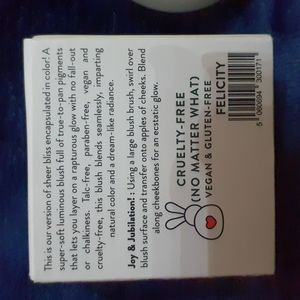 This is our version of sheer bliss encapsulated in color! A
super-soft luminous blush full of true-to-pan pigments
that lets you layer on a rapturous glow with no fall-out
or chalkiness. Talc-free, paraben-free, vegan and
cruelty-free, this blush blends seamlessly, imparting
natural color and a dream-like radiance.
Joy & Jubilation! : Using a large blush brush, swirl over
blush surface and transfer onto apples of cheeks. Blend
along cheekbones for an ecstatic glow.
CRUELTY-FREE
(NO MATTER WHAT)
VEGAN & GLUTEN-FREE
FELICITY
5 060694 300171